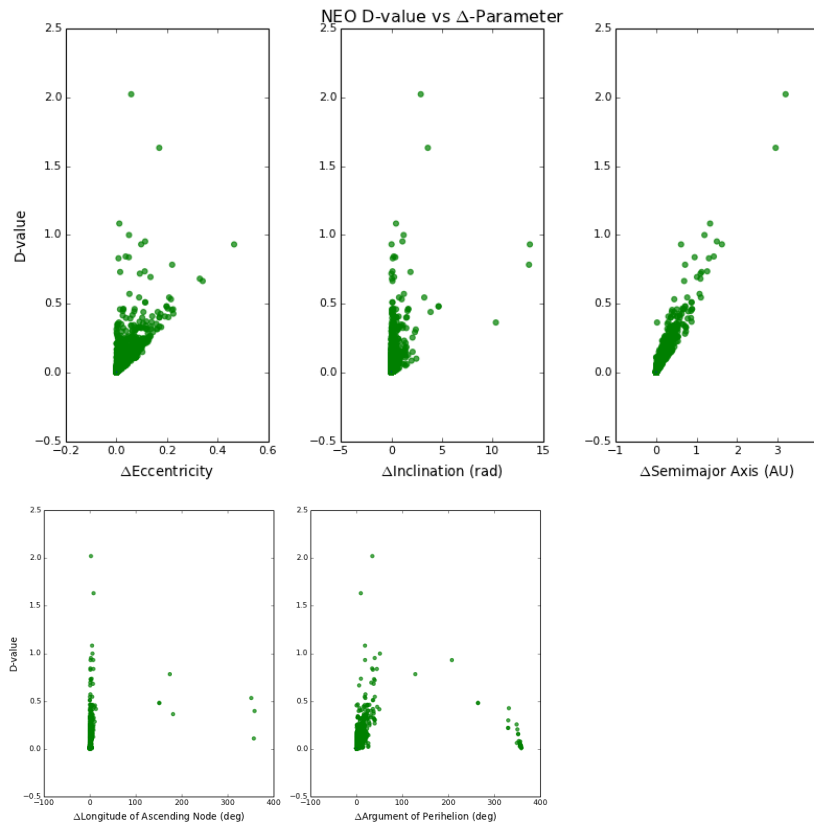 NEO D-value vs Δ-Parameter
2.5
2.0
1.5
1.0
0.5
0.0
−0.5
D-value
−0.2 0.0 0.2 0.4 0.6
ΔEccentricity
2.5
2.0
1.5
1.0
0.5
0.0
−0.5
−5 0 5 10 15
ΔInclination (rad)
2.5
2.0
1.5
1.0
0.5
0.0
−0.5
−1 0 1 2 3
ΔSemimajor Axis (AU)
2.5
2.0
1.5
1.0
0.5
0.0
−0.5
D-value
−100 0 100 200 300 400
ΔLongitude of Ascending Node (deg)
2.5
2.0
1.5
1.0
0.5
0.0
−0.5
−100 0 100 200 300 400
ΔArgument of Perihelion (deg)